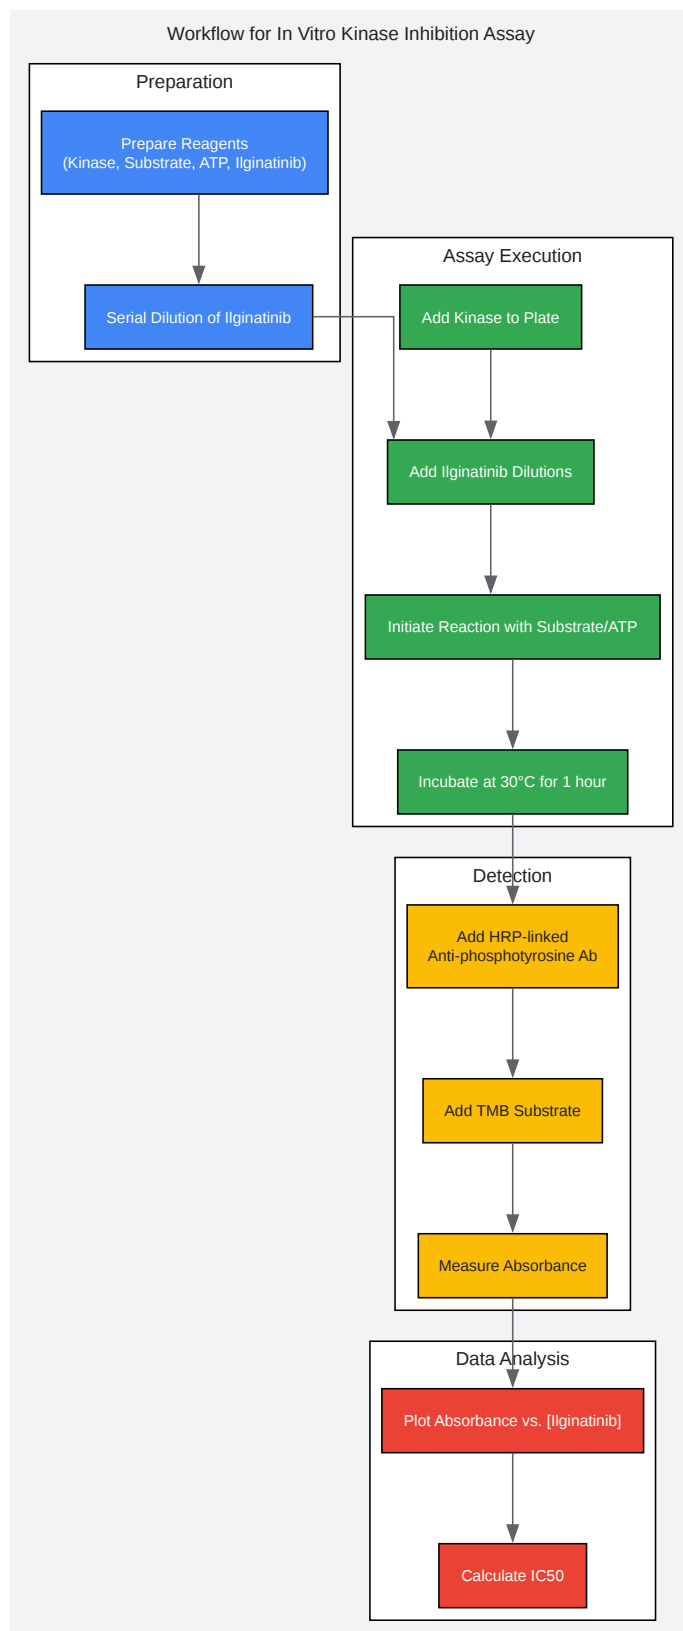 Workflow for In Vitro Kinase Inhibition Assay
Preparation
Prepare Reagents
(Kinase, Substrate, ATP, Ilginatinib)
Serial Dilution of Ilginatinib
Assay Execution
Add Kinase to Plate
Add Ilginatinib Dilutions
Initiate Reaction with Substrate/ATP
Incubate at 30°C for 1 hour
Detection
Add HRP-linked
Anti-phosphotyrosine Ab
Add TMB Substrate
Measure Absorbance
Data Analysis
Plot Absorbance vs. [Ilginatinib]
Calculate IC50